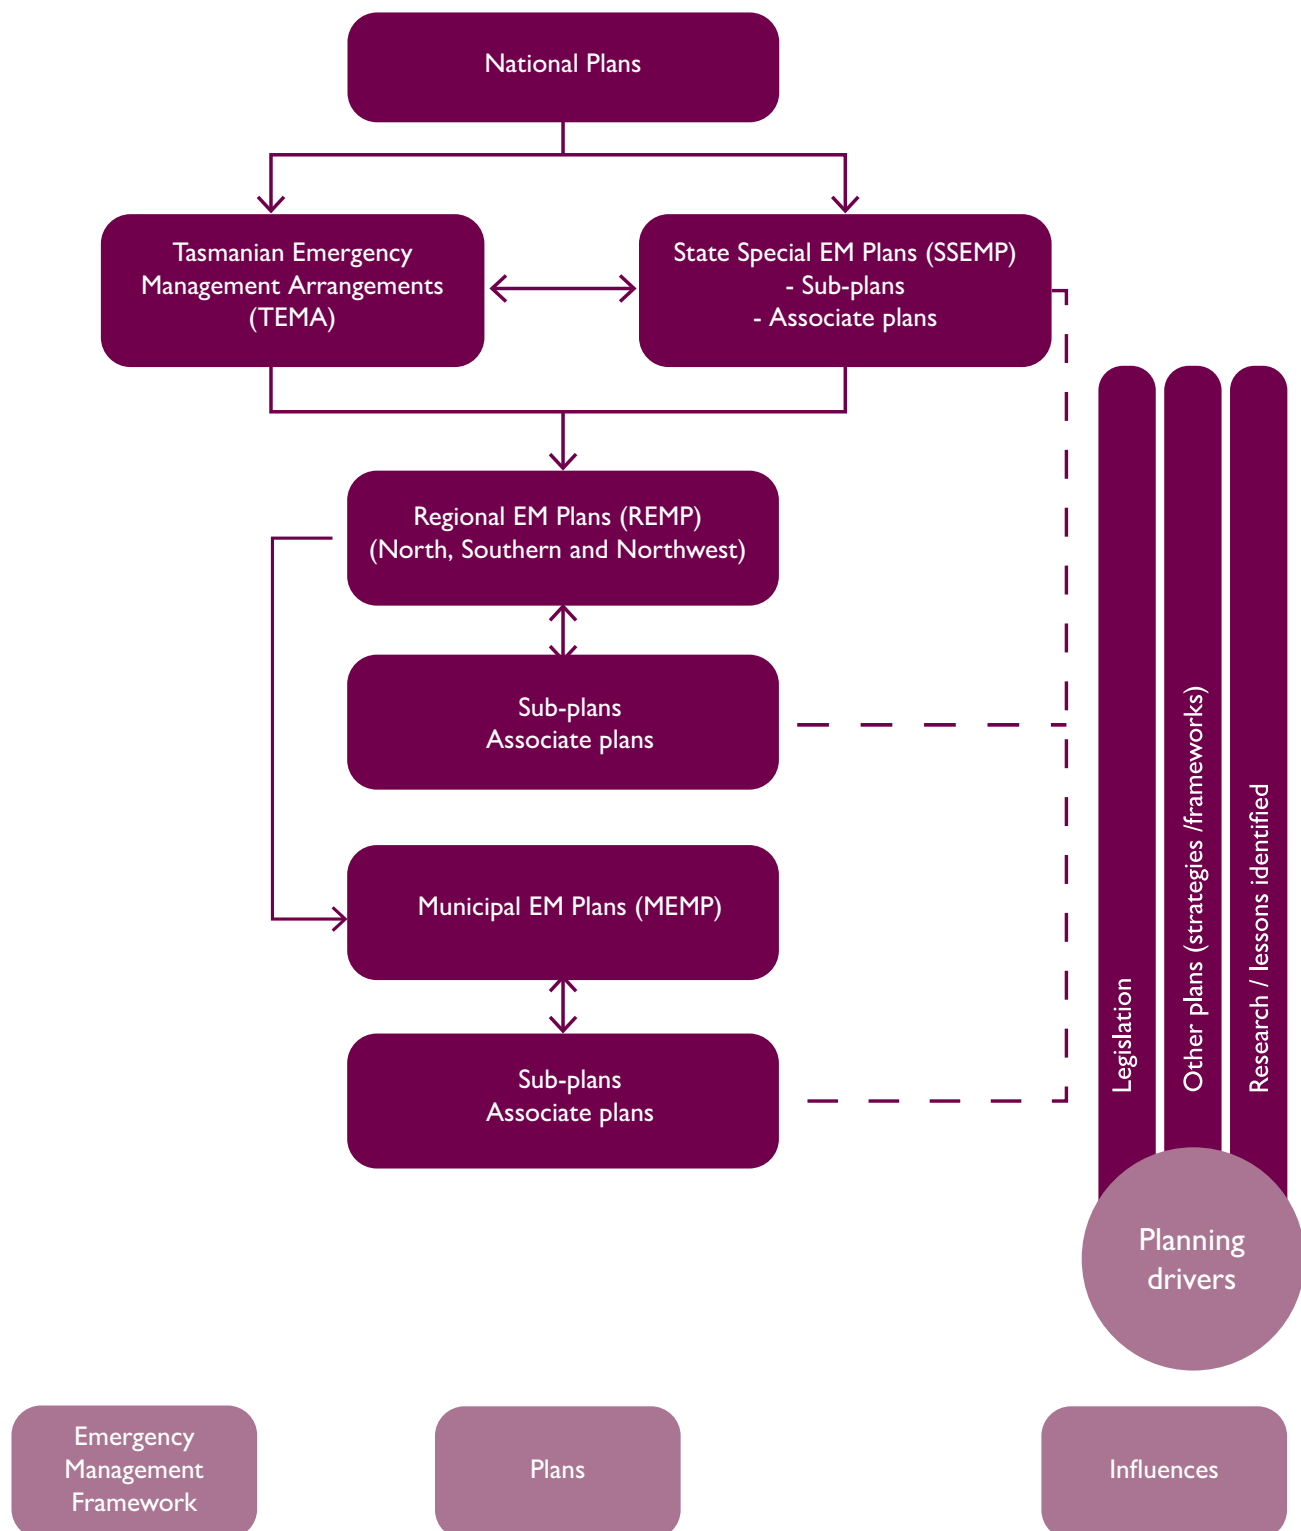 National Plans
Tasmanian Emergency
Management Arrangements
(TEMA)
State Special EM Plans (SSEMP)
- Sub-plans
- Associate plans
Regional EM Plans (REMP)
(North, Southern and Northwest)
Sub-plans
Associate plans
Municipal EM Plans (MEMP)
Sub-plans
Associate plans
Legislation
Other plans (strategies /frameworks)
Research / lessons identified
Planning
drivers
Emergency
Management
Framework
Plans
Influences